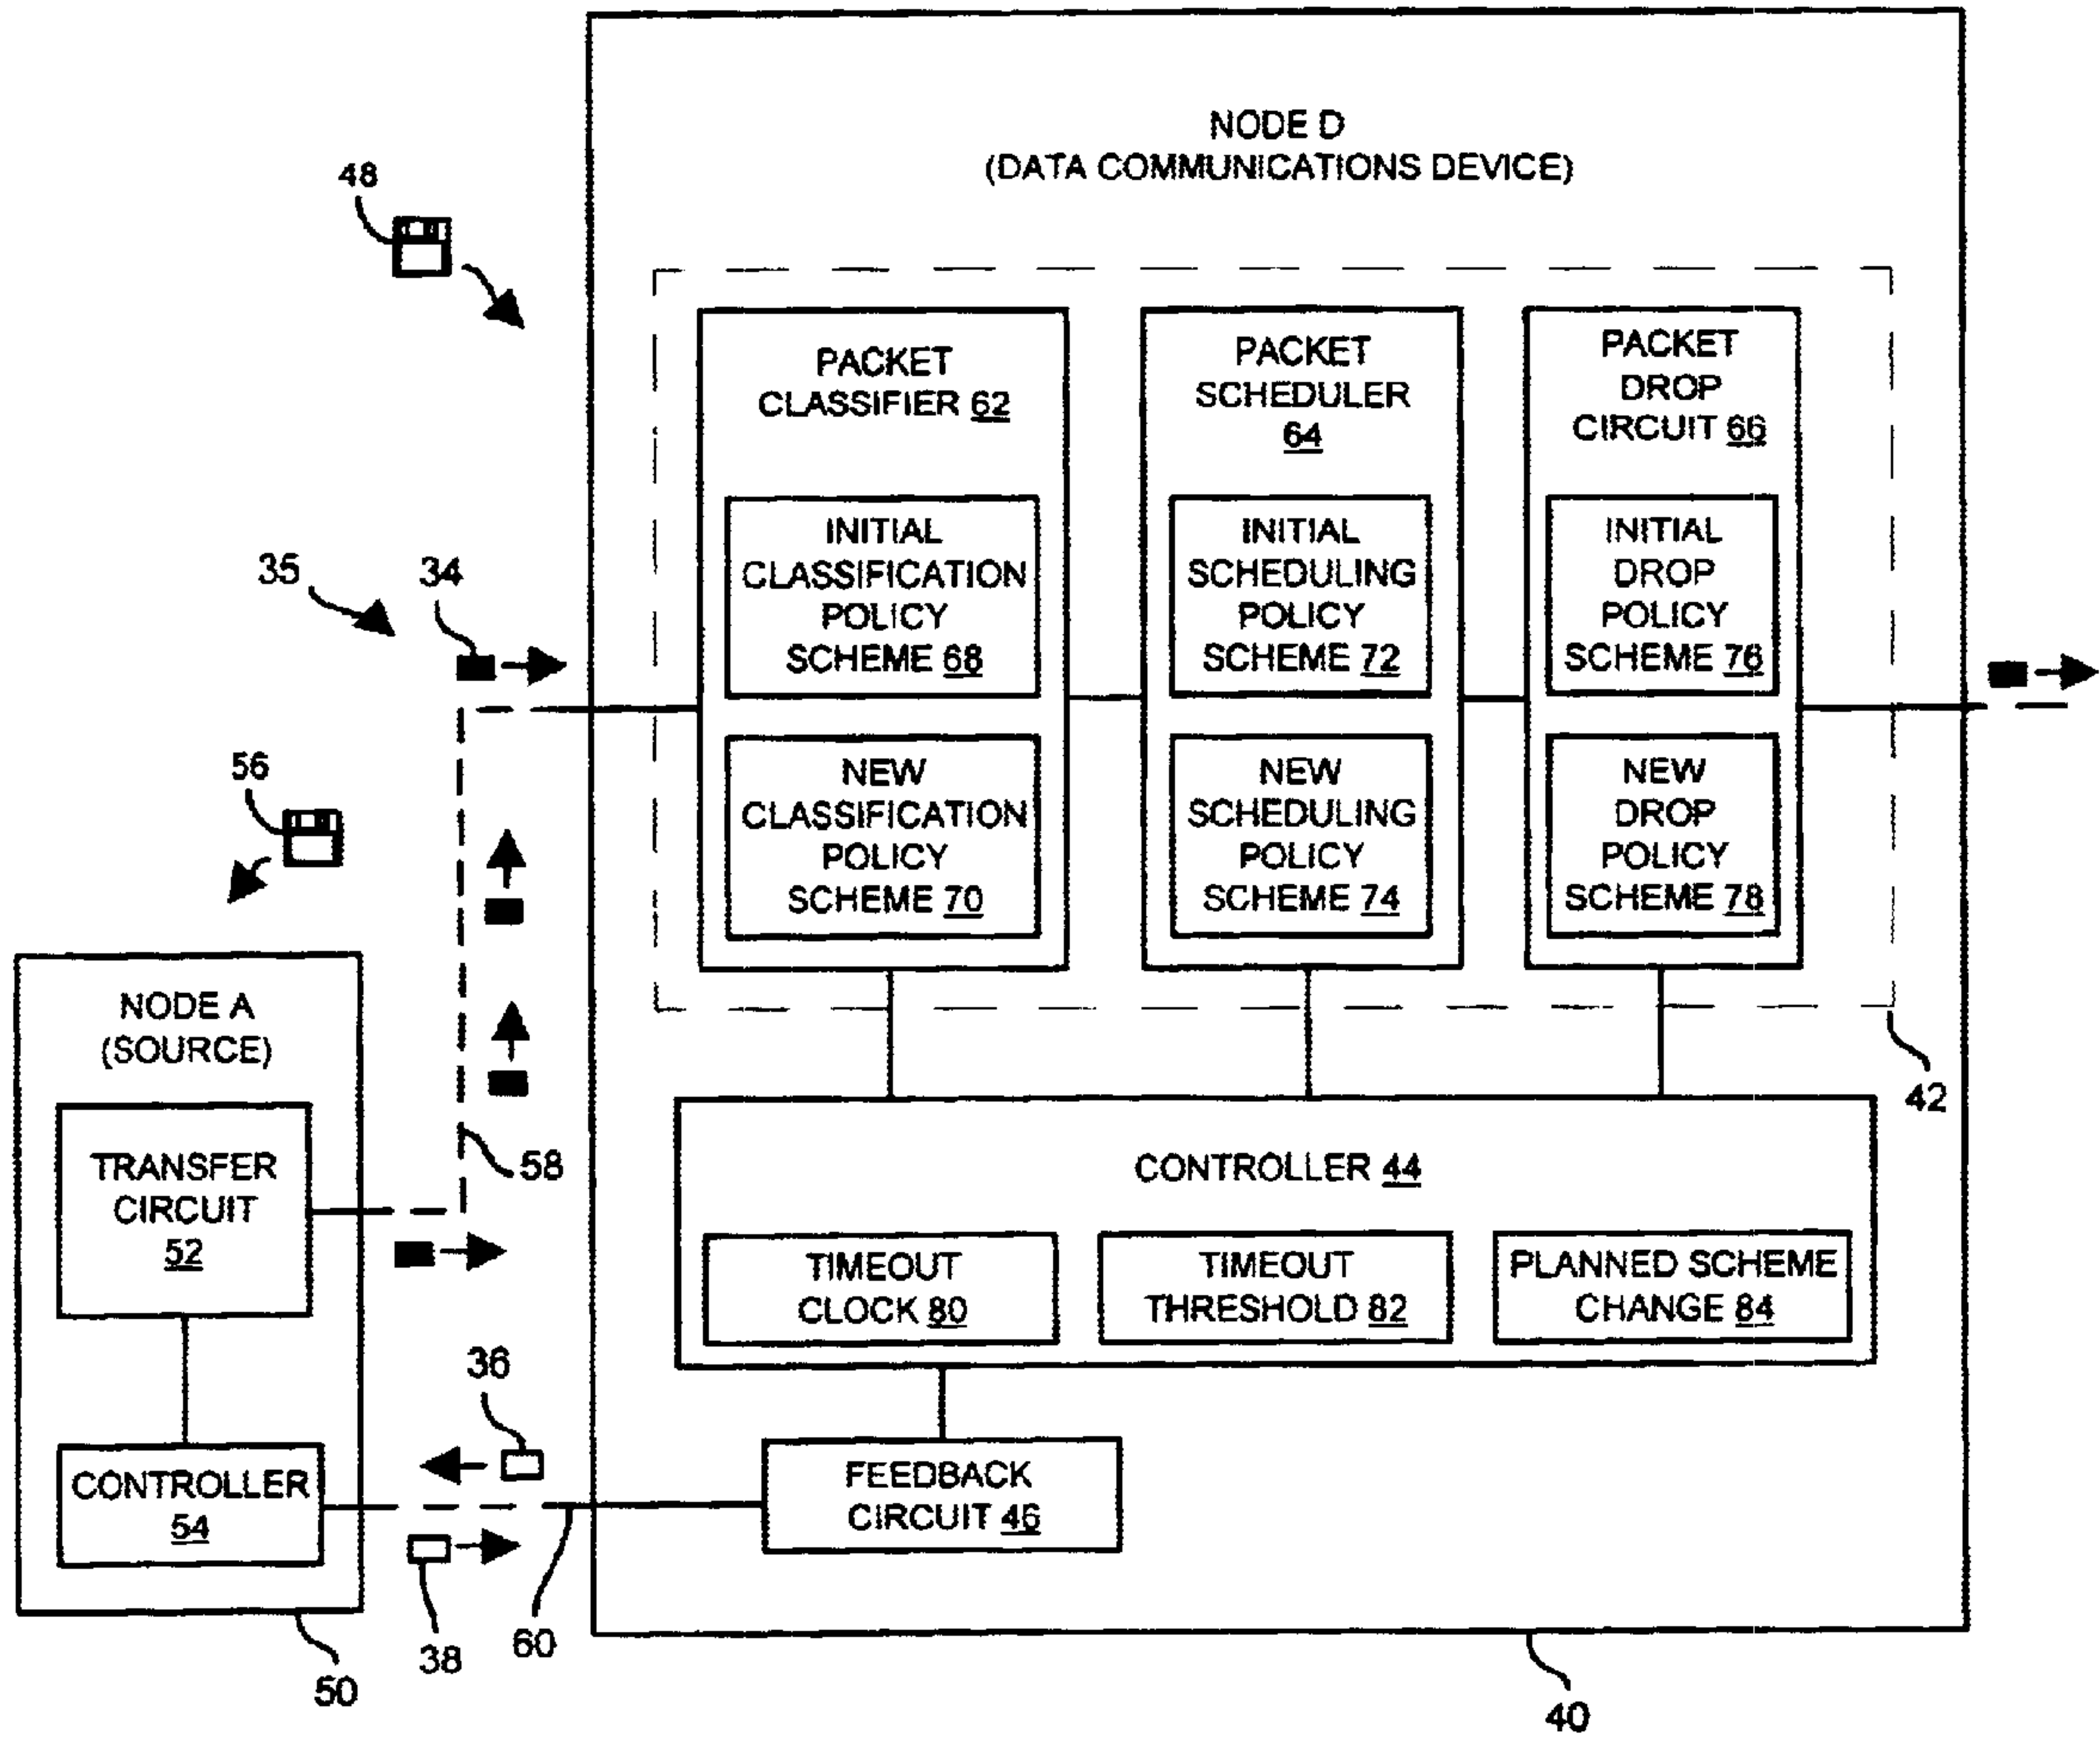 NODE D
(DATA COMMUNICATIONS DEVICE)
48
PACKET
CLASSIFIER 62
PACKET
SCHEDULER
64
PACKET
DROP
CIRCUIT 66
INITIAL
CLASSIFICATION
POLICY
SCHEME 68
INITIAL
SCHEDULING
POLICY
SCHEME 72
INITIAL
DROP
POLICY
SCHEME 76
35
34
NEW
CLASSIFICATION
POLICY
SCHEME 70
NEW
SCHEDULING
POLICY
SCHEME 74
NEW
DROP
POLICY
SCHEME 78
56
NODE A
(SOURCE)
42
TRANSFER
CIRCUIT
52
58
CONTROLLER 44
TIMEOUT
CLOCK 80
TIMEOUT
THRESHOLD 82
PLANNED SCHEME
CHANGE 84
36
CONTROLLER
54
FEEDBACK
CIRCUIT 46
38
60
50
40